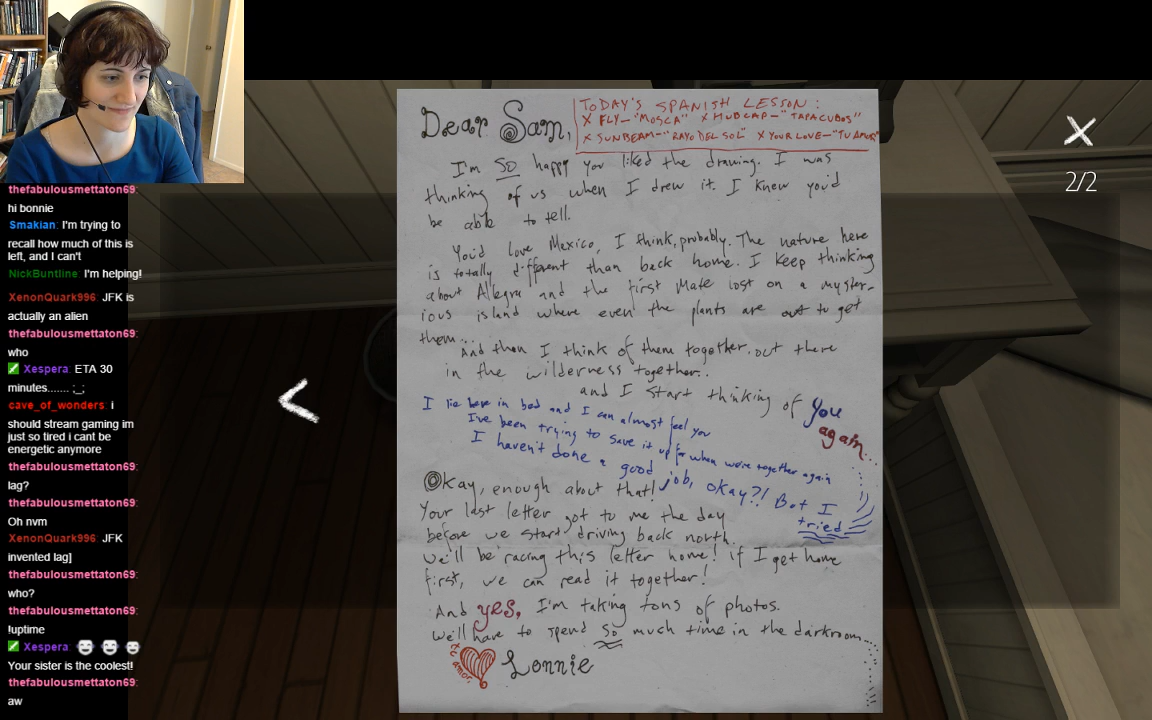 thefabulousmettaton69:
hi bonnie
Smakian: I'm trying to
recall how much of this is
left, and I can't
NickBuntline: I'm helping!
XenonQuark996 JFK is
actually an alien
thefabulousmettaton69:
who
Xespera: ETA 30
minutes....... ;_;
cave_of_wonders: i
should stream gaming im
just so tired i cant be
energetic anymore
thefabulousmettaton69:
lag?
thefabulousmettaton69:
Oh nvm
XenonQuark996 JFK
invented lag]
thefabulousmettaton69:
who?
thefabulousmettaton69:
!uptime
Xespera:
Your sister is the coolest!
thefabulousmettaton69:
aw
Dear Sam,
TODAY'S SPANISH LESSON:
X FLY-"MOSCA" X HUBCAP-"TAPACUBOS"
X SUNBEAM-"RAYO DEL SOL" X YOUR LOVE-"TU AMOR"
I'm SO happy you liked the drawing. I was
thinking of us when I drew it. I knew you'd
be able to tell.
You'd love Mexico, I think, probably. The nature here
is totally different than back home. I keep thinking
about Allegra and the First Mate lost on a myster-
ious island where even the plants are out to get
them...
And then I think of them together, out there
in the wilderness together..
and I start thinking of you
again...
I lie here in bed and I can almost feel you
I've been trying to save it up for when we're together again
I haven't done a good job, okay?! But I
tried
Okay, enough about that!
Your last letter got to me the day
before we start driving back north.
we'll be racing this letter home! if I get home
first, we can read it together!
And yes, I'm taking tons of photos.
we'll have to spend so much time in the darkroom...
te amor,
Lonnie
2/2